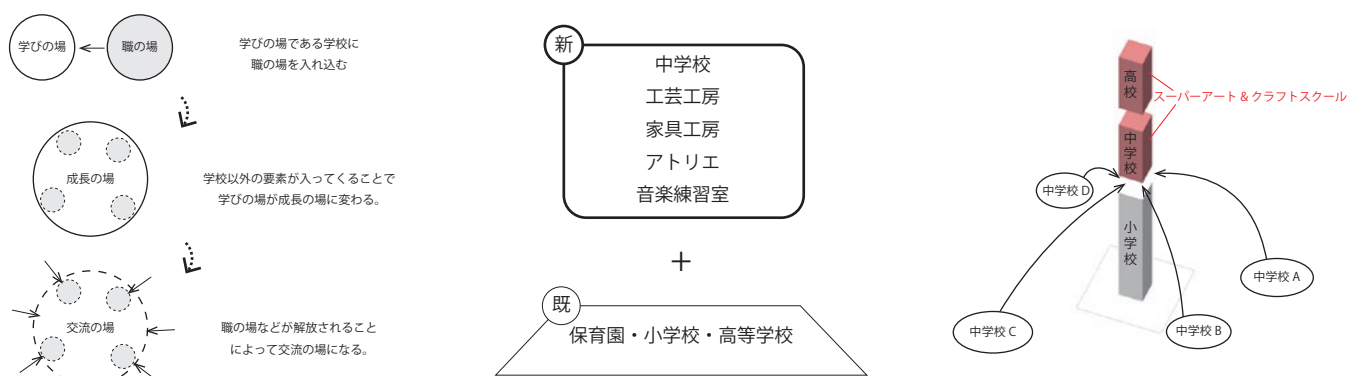 学びの場
職の場
学びの場である学校に
職の場を入れ込む
成長の場
学校以外の要素が入ってくることで
学びの場が成長の場に変わる。
交流の場
職の場などが解放されること
によって交流の場になる。
新
中学校
工芸工房
家具工房
アトリエ
音楽練習室
+
既
保育園・小学校・高等学校
高校
スーパーアート&クラフトスクール
中学校
中学校 D
小学校
中学校 A
中学校 C
中学校 B